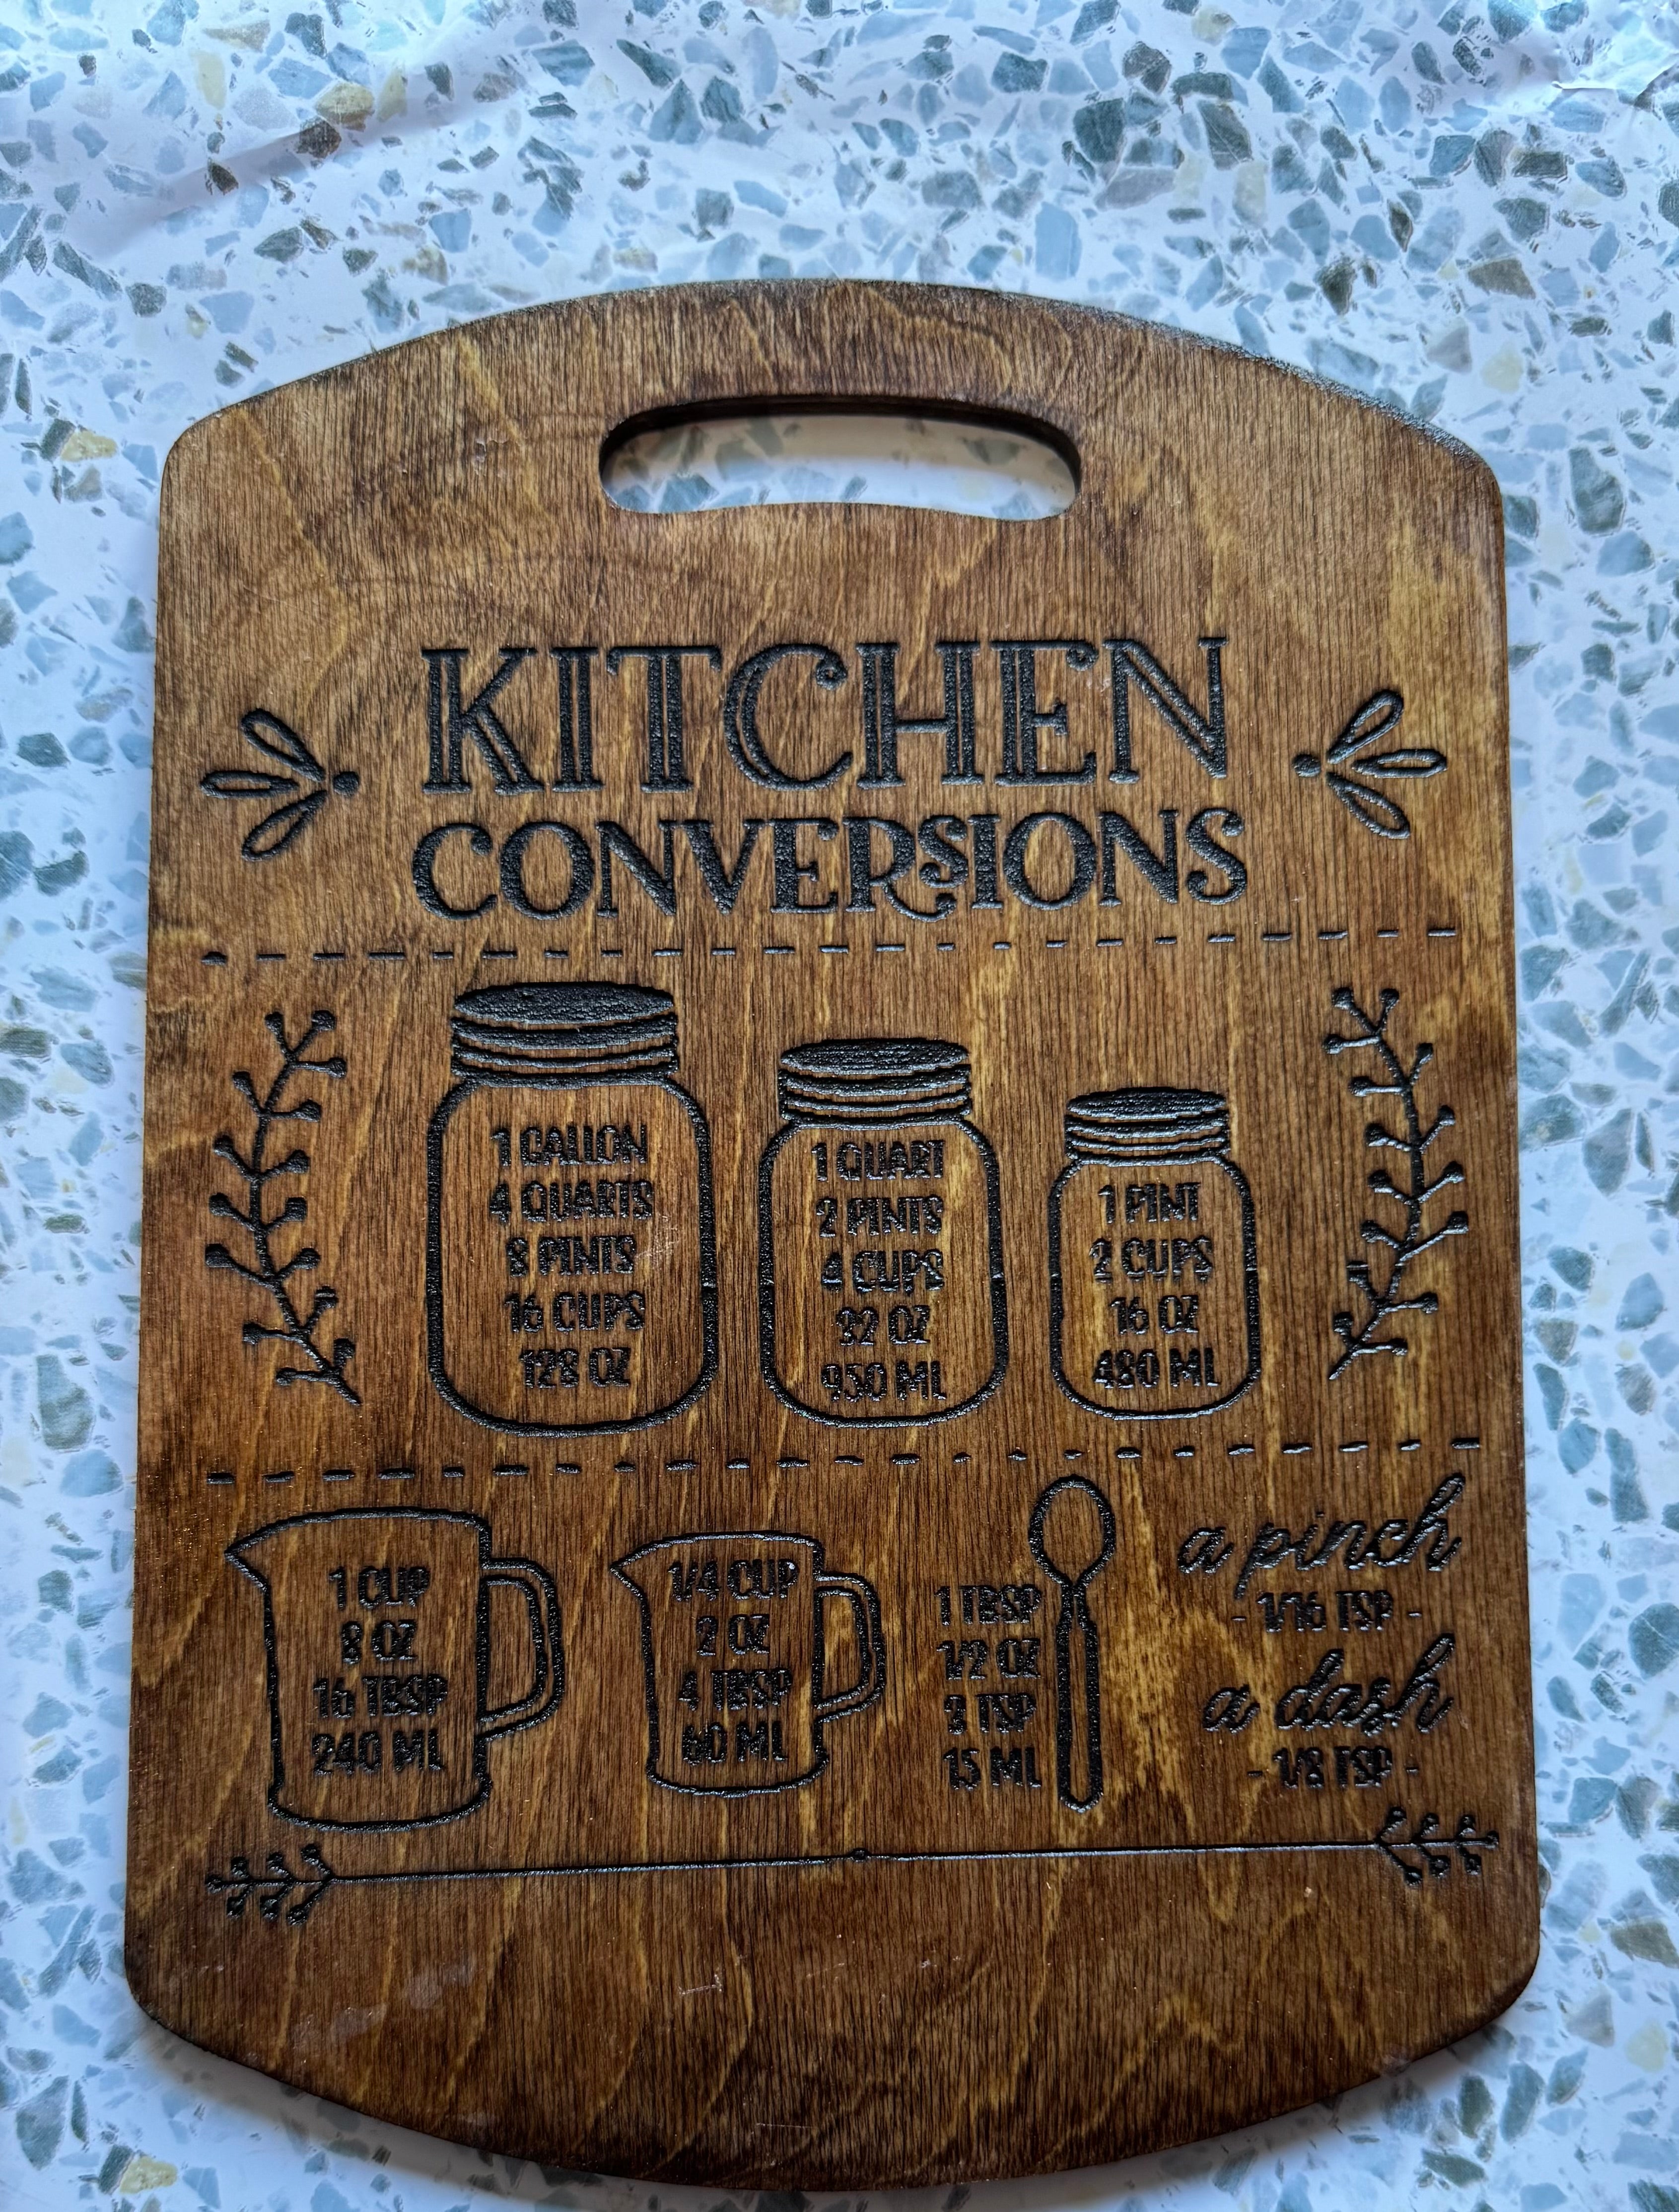 KITCHEN
CONVERSIONS
1 GALLON
4 QUARTS
8 PINTS
16 CUPS
128 OZ
1 QUART
2 PINTS
4 CUPS
32 OZ
950 ML
1 PINT
2 CUPS
16 OZ
480 ML
1 CUP
8 OZ
16 TBSP
240 ML
1/4 CUP
2 OZ
4 TBSP
60 ML
1 TBSP
1/2 OZ
3 TSP
15 ML
a pinch
- 1/16 TSP -
a dash
- 1/8 TSP -